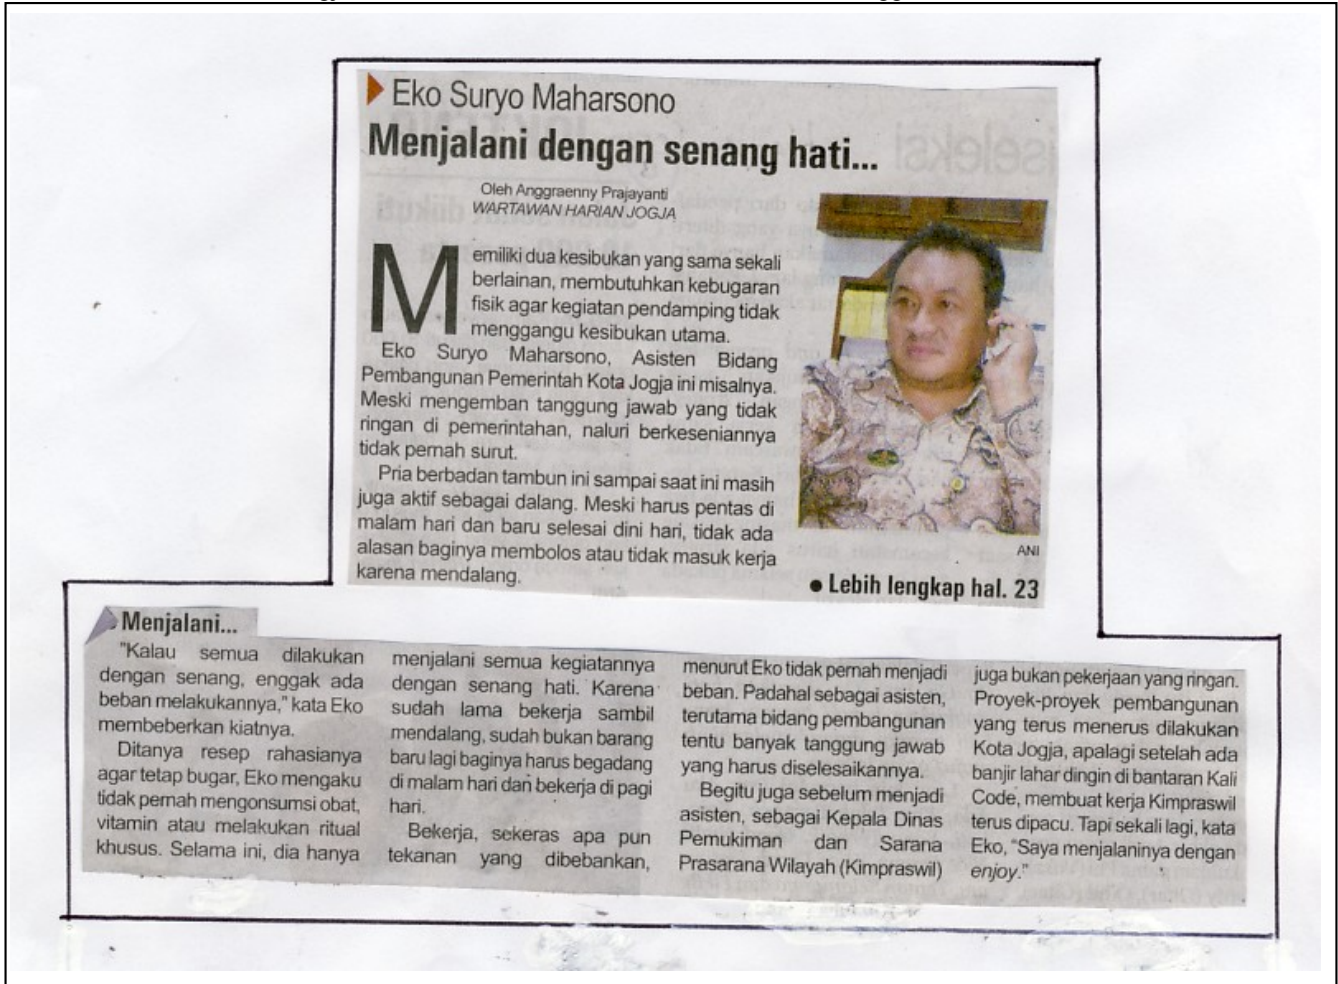 Eko Suryo Maharsono
Menjalani dengan senang hati...
Oleh Anggraenny Prajayanti
WARTAWAN HARIAN JOGJA
Memiliki dua kesibukan yang sama sekali
berlainan, membutuhkan kebugaran
fisik agar kegiatan pendamping tidak
menggangu kesibukan utama.
Eko Suryo Maharsono, Asisten Bidang
Pembangunan Pemerintah Kota Jogja ini misalnya.
Meski mengemban tanggung jawab yang tidak
ringan di pemerintahan, naluri berkeseniannya
tidak pernah surut.
Pria berbadan tambun ini sampai saat ini masih
juga aktif sebagai dalang. Meski harus pentas di
malam hari dan baru selesai dini hari, tidak ada
alasan baginya membolos atau tidak masuk kerja
karena mendalang.
ANI
● Lebih lengkap hal. 23
Menjalani...
"Kalau semua dilakukan
dengan senang, enggak ada
beban melakukannya," kata Eko
membeberkan kiatnya.
Ditanya resep rahasianya
agar tetap bugar, Eko mengaku
tidak pernah mengonsumsi obat,
vitamin atau melakukan ritual
khusus. Selama ini, dia hanya
menjalani semua kegiatannya
dengan senang hati. Karena
sudah lama bekerja sambil
mendalang, sudah bukan barang
baru lagi baginya harus begadang
di malam hari dan bekerja di pagi
hari.
Bekerja, sekeras apa pun
tekanan yang dibebankan,
menurut Eko tidak pernah menjadi
beban. Padahal sebagai asisten,
terutama bidang pembangunan
tentu banyak tanggung jawab
yang harus diselesaikannya.
Begitu juga sebelum menjadi
asisten, sebagai Kepala Dinas
Pemukiman dan Sarana
Prasarana Wilayah (Kimpraswil)
juga bukan pekerjaan yang ringan.
Proyek-proyek pembangunan
yang terus menerus dilakukan
Kota Jogja, apalagi setelah ada
banjir lahar dingin di bantaran Kali
Code, membuat kerja Kimpraswil
terus dipacu. Tapi sekali lagi, kata
Eko, "Saya menjalaninya dengan
enjoy."